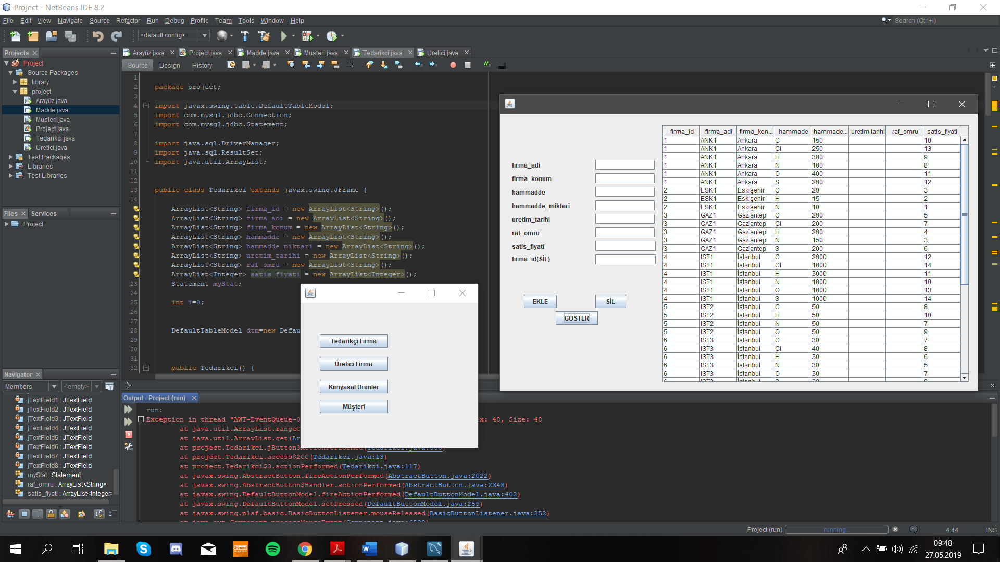 Project - NetBeans IDE 8.2
File Edit View Navigate Source Refactor Run Debug Profile Team Tools Window Help
Search (Ctrl+I)
<default config>
Projects
Project
Source Packages
library
project
Arayüz.java
Madde.java
Musteri.java
Project.java
Tedarikci.java
Uretici.java
Test Packages
Libraries
Test Libraries
Files Services
Project
Navigator
Members <empty>
jTextField1 : JTextField
jTextField2 : JTextField
jTextField3 : JTextField
jTextField4 : JTextField
jTextField5 : JTextField
jTextField6 : JTextField
jTextField7 : JTextField
jTextField8 : JTextField
myStat : Statement
raf_omru : ArrayList<String>
satis_fiyati : ArrayList<Integer>
Arayüz.java Project.java Madde.java Musteri.java Tedarikci.java Uretici.java
Source Design History
1
2 package project;
3
4 import javax.swing.table.DefaultTableModel;
5 import com.mysql.jdbc.Connection;
6 import com.mysql.jdbc.Statement;
7
8 import java.sql.DriverManager;
9 import java.sql.ResultSet;
10 import java.util.ArrayList;
11
12
13 public class Tedarikci extends javax.swing.JFrame {
14
ArrayList<String> firma_id = new ArrayList<String>();
ArrayList<String> firma_adi = new ArrayList<String>();
ArrayList<String> firma_konum = new ArrayList<String>();
ArrayList<String> hammadde = new ArrayList<String>();
ArrayList<String> hammadde_miktari = new ArrayList<String>();
ArrayList<String> uretim_tarihi = new ArrayList<String>();
ArrayList<String> raf_omru = new ArrayList<String>();
ArrayList<Integer> satis_fiyati = new ArrayList<Integer>();
23 Statement myStat;
24
25 int i=0;
26
27
28 DefaultTableModel dtm=new Defau
29
30
31
32 public Tedarikci() {
Tedarikçi Firma
Üretici Firma
Kimyasal Ürünler
Müşteri
firma_adi
firma_konum
hammadde
hammadde_miktari
uretim_tarihi
raf_omru
satis_fiyati
firma_id(SİL)
EKLE SİL
GÖSTER
firma_id firma_adi firma_kon... hammade hammade... uretim tarihi raf_omru satis_fiyati
1 ANK1 Ankara C 150 10
1 ANK1 Ankara Cl 250 13
1 ANK1 Ankara H 300 9
1 ANK1 Ankara N 100 8
1 ANK1 Ankara O 400 11
1 ANK1 Ankara S 200 12
2 ESK1 Eskişehir C 20 3
2 ESK1 Eskişehir H 15 2
2 ESK1 Eskişehir N 10 1
3 GAZ1 Gaziantep C 200 5
3 GAZ1 Gaziantep Cl 200 7
3 GAZ1 Gaziantep H 200 4
3 GAZ1 Gaziantep N 150 3
3 GAZ1 Gaziantep S 200 6
4 IST1 İstanbul C 2000 12
4 IST1 İstanbul Cl 1000 14
4 IST1 İstanbul H 3000 11
4 IST1 İstanbul N 1000 10
4 IST1 İstanbul O 1000 13
4 IST1 İstanbul S 1000 14
5 IST2 İstanbul C 50 8
5 IST2 İstanbul H 50 10
5 IST2 İstanbul N 50 7
5 IST2 İstanbul O 50 9
6 IST3 İstanbul C 30 7
6 IST3 İstanbul Cl 40 8
6 IST3 İstanbul H 30 6
6 IST3 İstanbul N 30 5
6 IST3 İstanbul O 30 7
Output - Project (run)
run:
Exception in thread "AWT-EventQueue-0 ex: 48, Size: 48
at java.util.ArrayList.rangeC
at java.util.ArrayList.get(Ar
at project.Tedarikci.jButton3ActionPerformed(Tedarikci.java:330)
at project.Tedarikci.access$200(Tedarikci.java:13)
at project.Tedarikci$3.actionPerformed(Tedarikci.java:117)
at javax.swing.AbstractButton.fireActionPerformed(AbstractButton.java:2022)
at javax.swing.AbstractButton$Handler.actionPerformed(AbstractButton.java:2348)
at javax.swing.DefaultButtonModel.fireActionPerformed(DefaultButtonModel.java:402)
at javax.swing.DefaultButtonModel.setPressed(DefaultButtonModel.java:259)
at javax.swing.plaf.basic.BasicButtonListener.mouseReleased(BasicButtonListener.java:252)
Project (run) running... 4:44 INS
09:48
27.05.2019